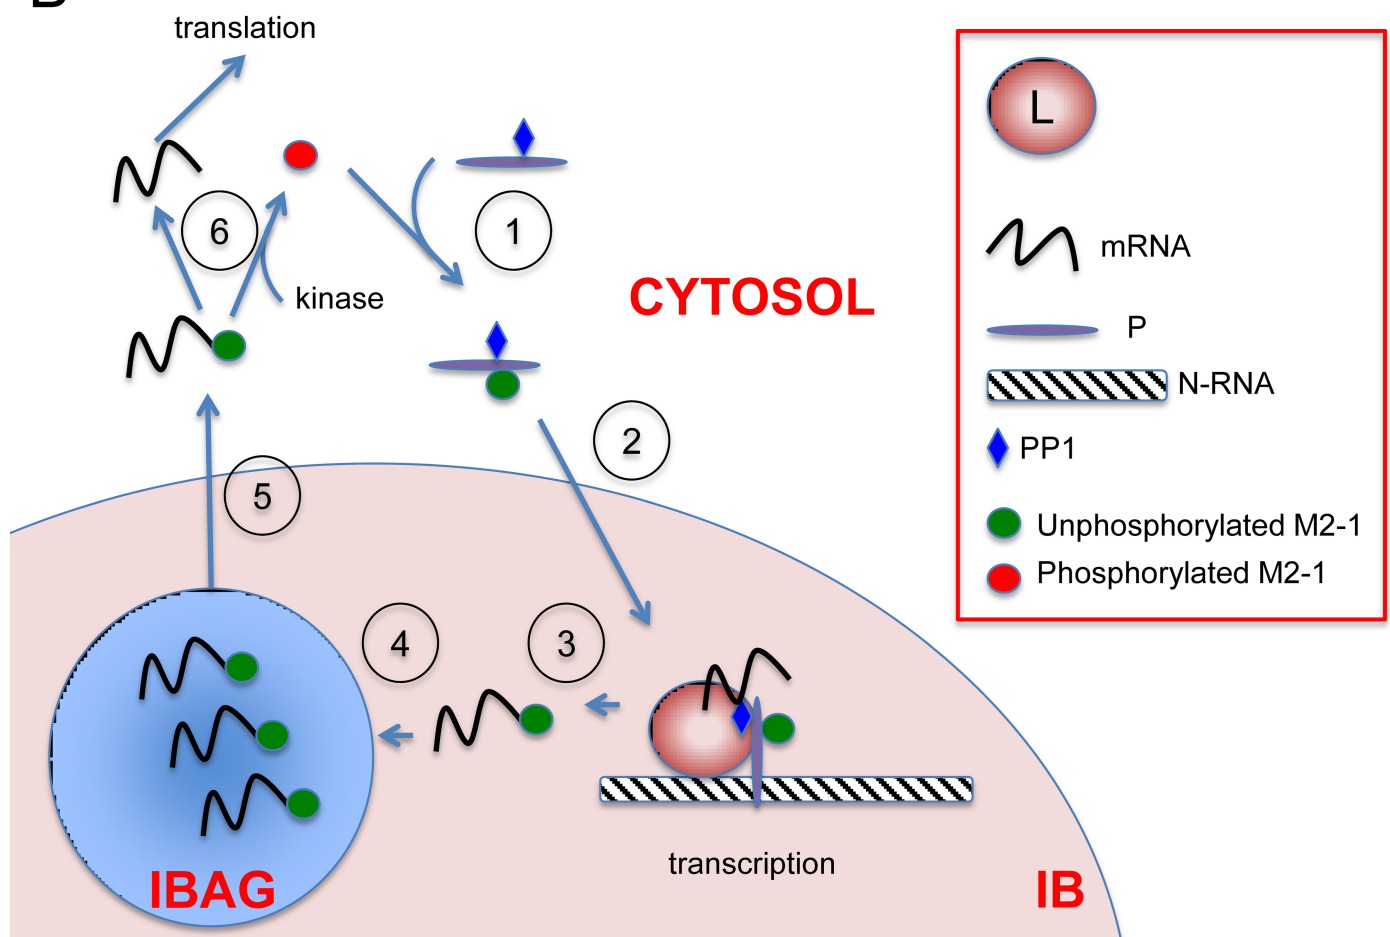 translation
L
6
1
mRNA
kinase
CYTOSOL
P
N-RNA
2
PP1
5
Unphosphorylated M2-1
Phosphorylated M2-1
4
3
transcription
IBAG
IB